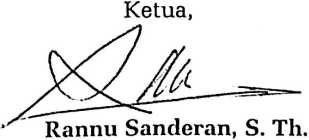 Ketua,
Rannu Sanderan, S. Th.